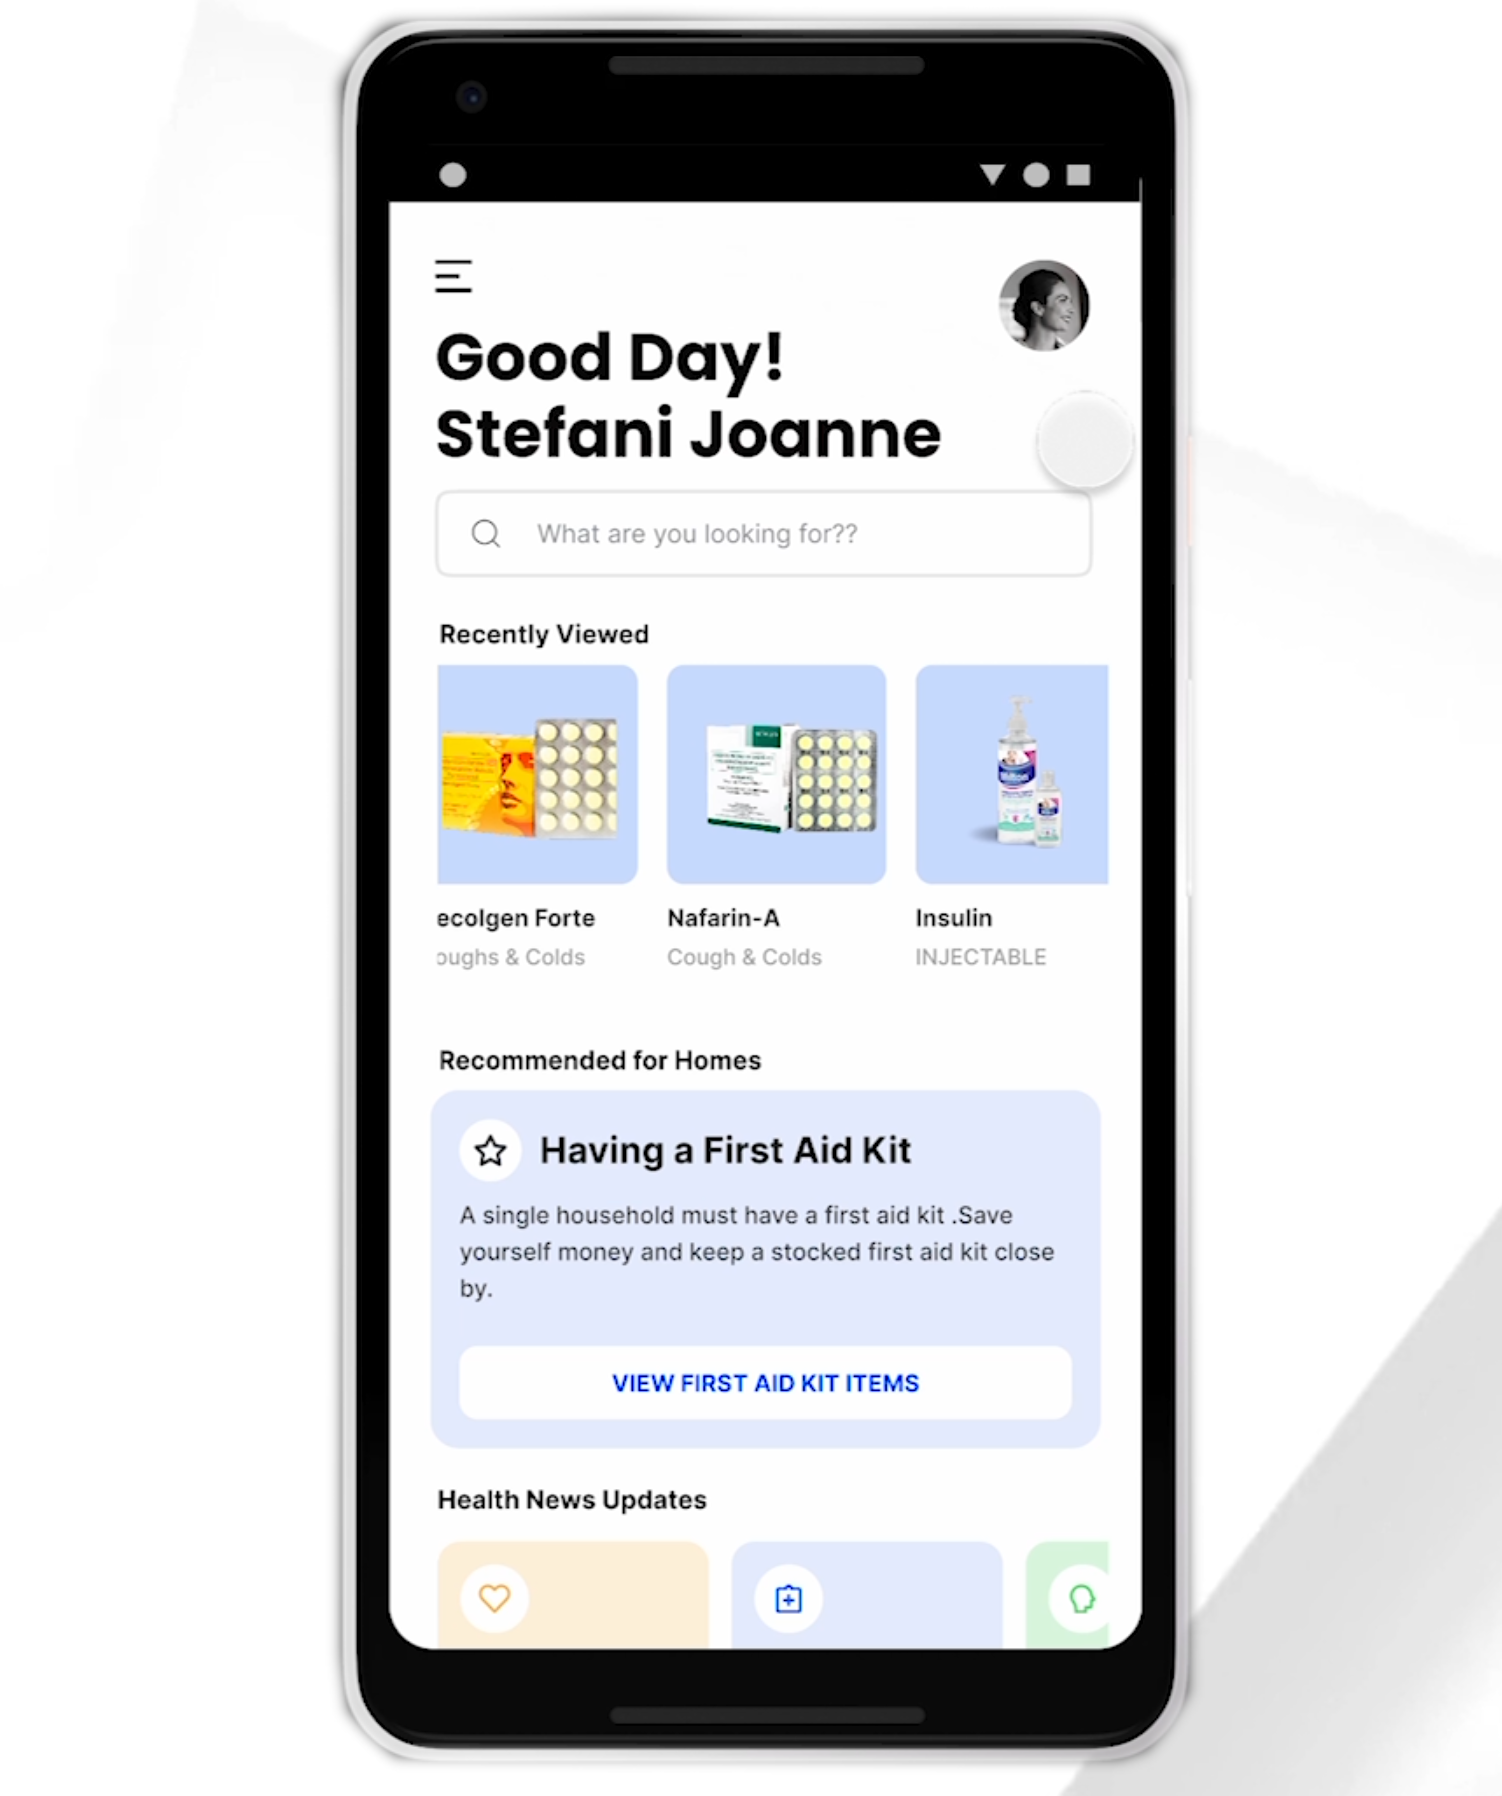 Good Day!
Stefani Joanne
What are you looking for??
Recently Viewed
ecolgen Forte
oughs & Colds
Nafarin-A
Cough & Colds
Insulin
INJECTABLE
Recommended for Homes
Having a First Aid Kit
A single household must have a first aid kit .Save
yourself money and keep a stocked first aid kit close
by.
VIEW FIRST AID KIT ITEMS
Health News Updates